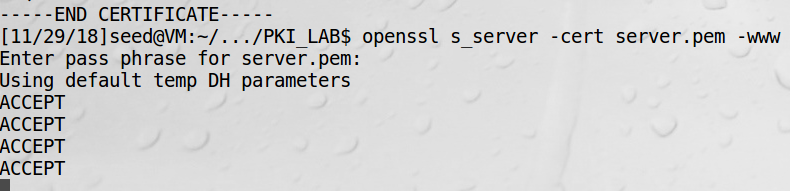 -----END CERTIFICATE-----
[11/29/18]seed@VM:~/.../PKI_LAB$ openssl s_server -cert server.pem -www
Enter pass phrase for server.pem:
Using default temp DH parameters
ACCEPT
ACCEPT
ACCEPT
ACCEPT